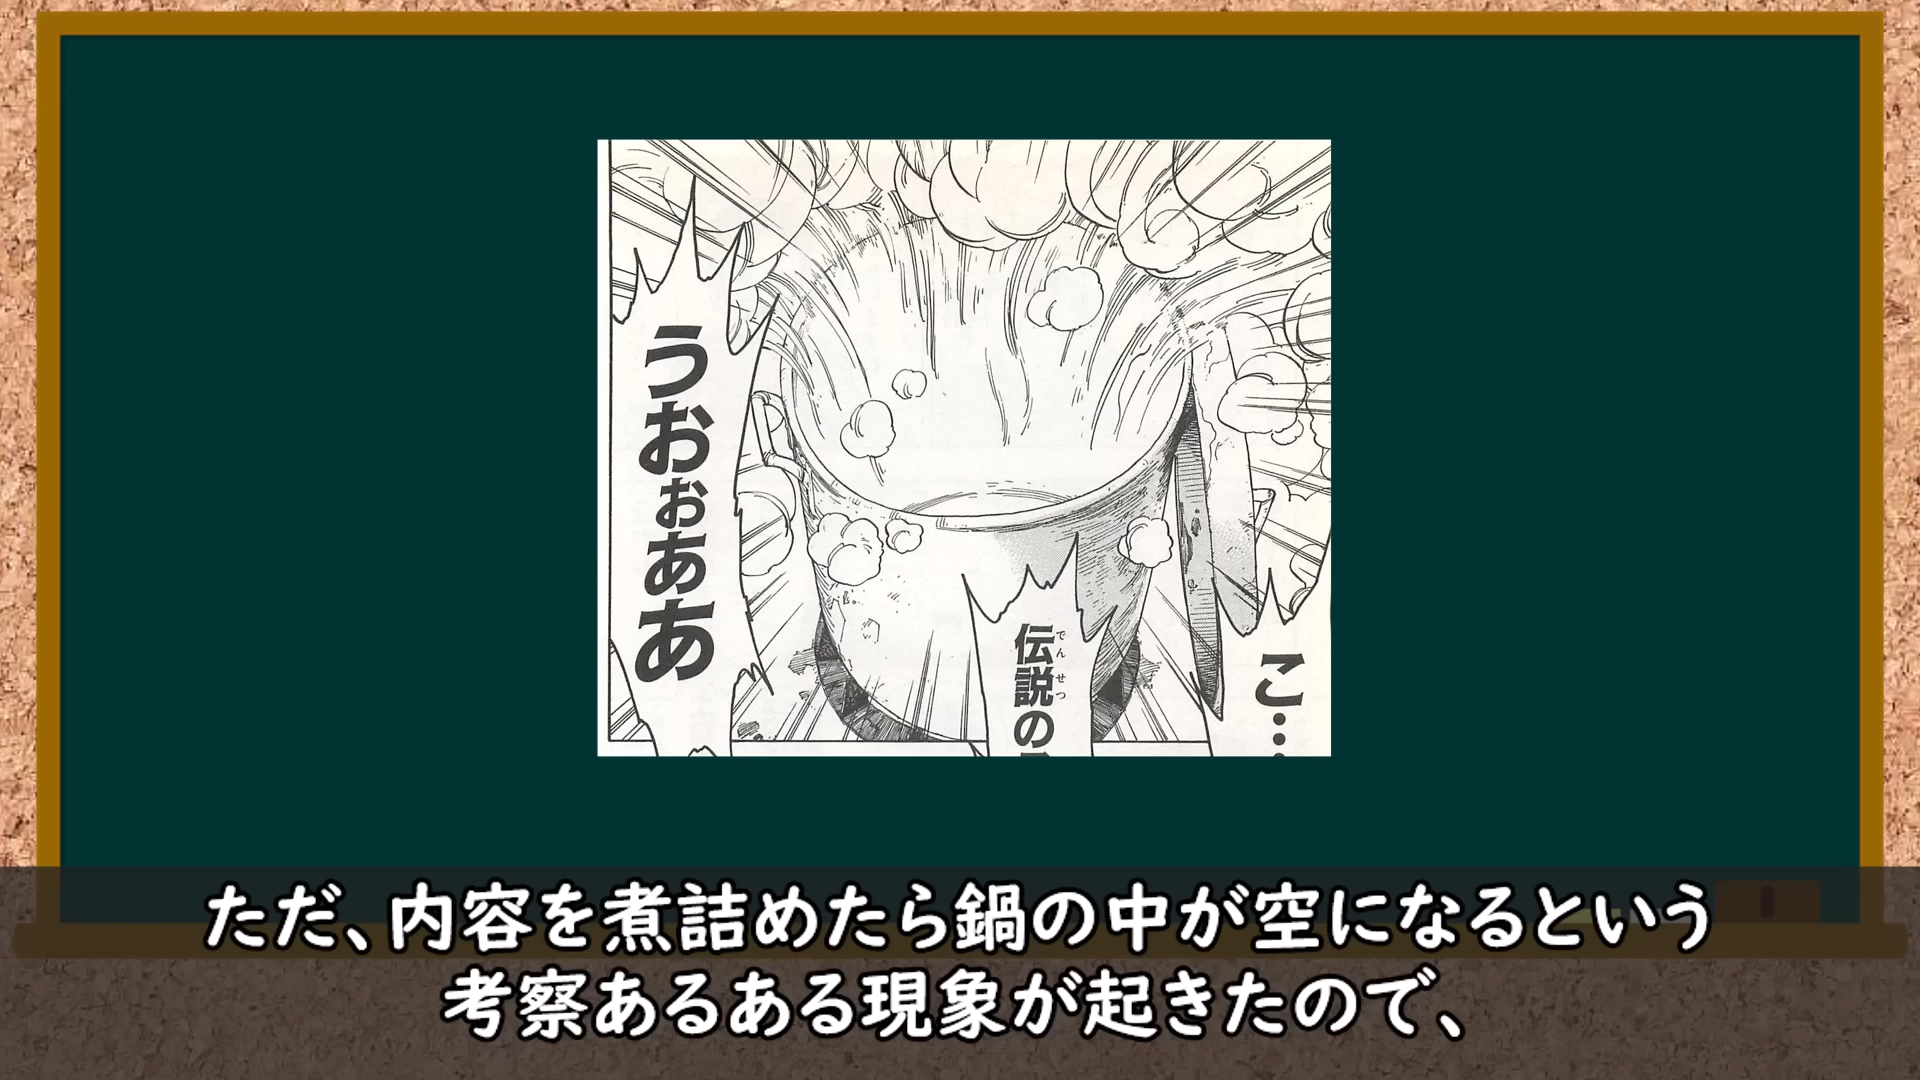 こ…
伝説の
でんせつ
うおぉああ
ただ、内容を煮詰めたら鍋の中が空になるという
考察あるある現象が起きたので、